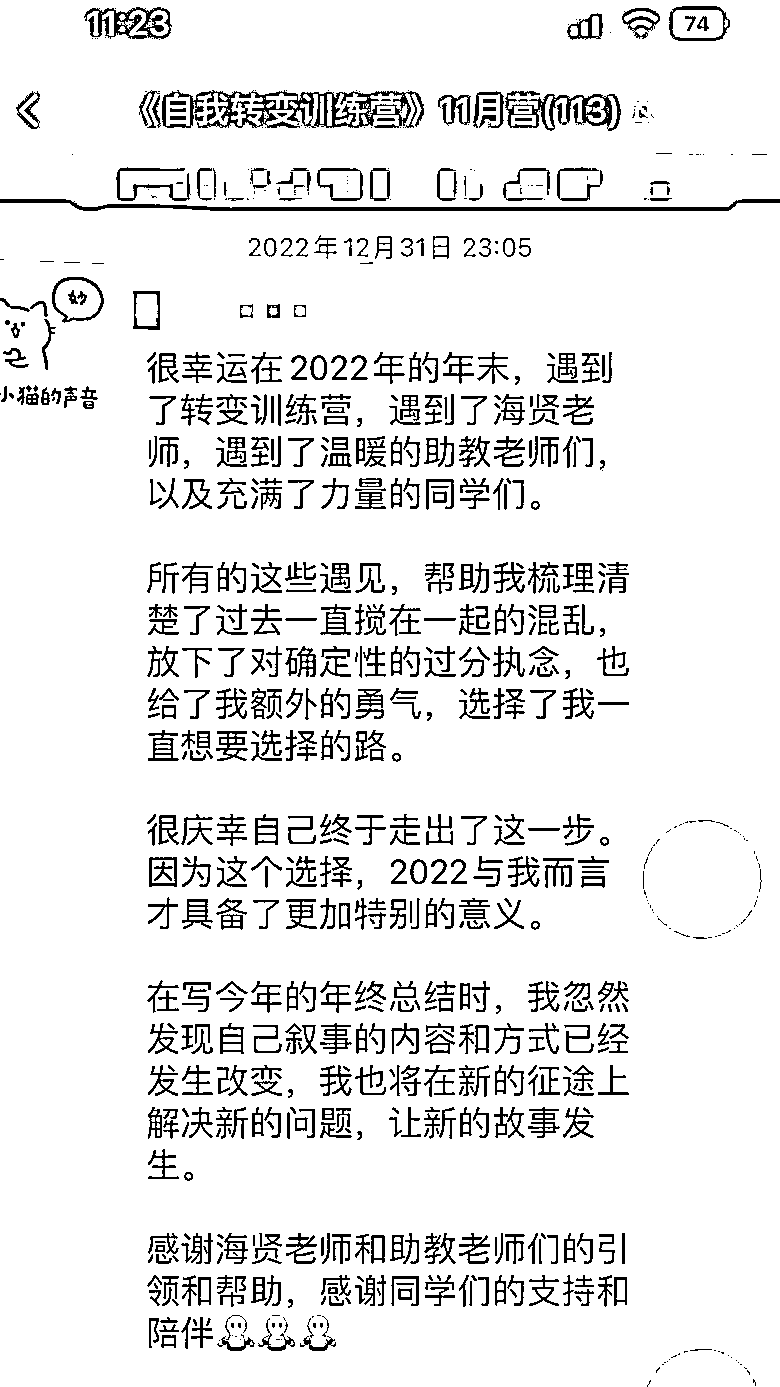 11:23
74
《自我转变训练营》11月营(113)
2022年12月31日 23:05
妙
小猫的声音
很幸运在2022年的年末，遇到
了转变训练营，遇到了海贤老
师，遇到了温暖的助教老师们，
以及充满了力量的同学们。
所有的这些遇见，帮助我梳理清
楚了过去一直搅在一起的混乱，
放下了对确定性的过分执念，也
给了我额外的勇气，选择了我一
直想要选择的路。
很庆幸自己终于走出了这一步。
因为这个选择，2022与我而言
才具备了更加特别的意义。
在写今年的年终总结时，我忽然
发现自己叙事的内容和方式已经
发生改变，我也将在新的征途上
解决新的问题，让新的故事发
生。
感谢海贤老师和助教老师们的引
领和帮助，感谢同学们的支持和
陪伴